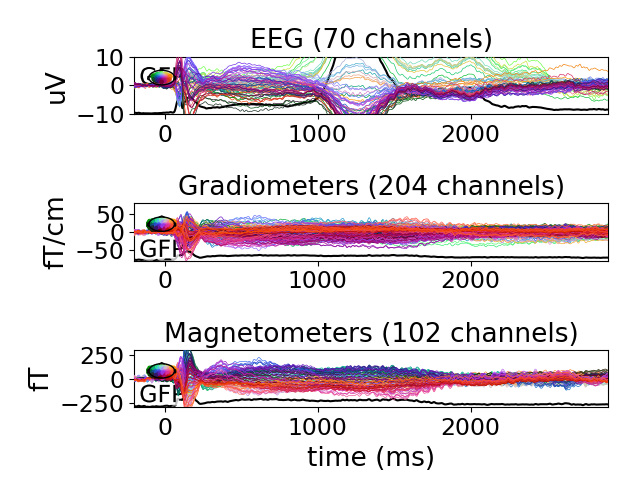 EEG (70 channels)
10
0
−10
uV
GFP
0 1000 2000
Gradiometers (204 channels)
50
0
−50
fT/cm
GFP
0 1000 2000
Magnetometers (102 channels)
250
0
−250
fT
GFP
0 1000 2000
time (ms)